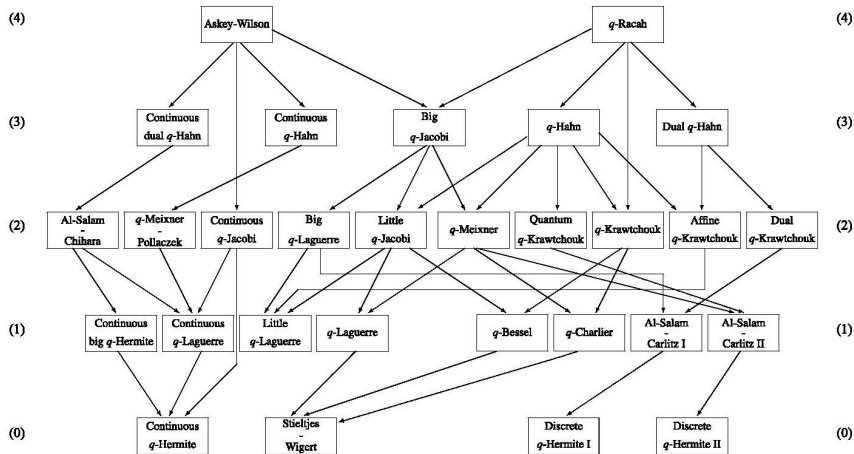 (4)
Askey-Wilson
q-Racah
(4)
(3)
Continuous
dual q-Hahn
Continuous
q-Hahn
Big
q-Jacobi
q-Hahn
Dual q-Hahn
(3)
(2)
Al-Salam
-
Chihara
q-Meixner
-
Pollaczek
Continuous
q-Jacobi
Big
q-Laguerre
Little
q-Jacobi
q-Meixner
Quantum
q-Krawtchouk
q-Krawtchouk
Affine
q-Krawtchouk
Dual
q-Krawtchouk
(2)
(1)
Continuous
big q-Hermite
Continuous
q-Laguerre
Little
q-Laguerre
q-Laguerre
q-Bessel
q-Charlier
Al-Salam
-
Carlitz I
Al-Salam
-
Carlitz II
(1)
(0)
Continuous
q-Hermite
Stieltjes
-
Wigert
Discrete
q-Hermite I
Discrete
q-Hermite II
(0)